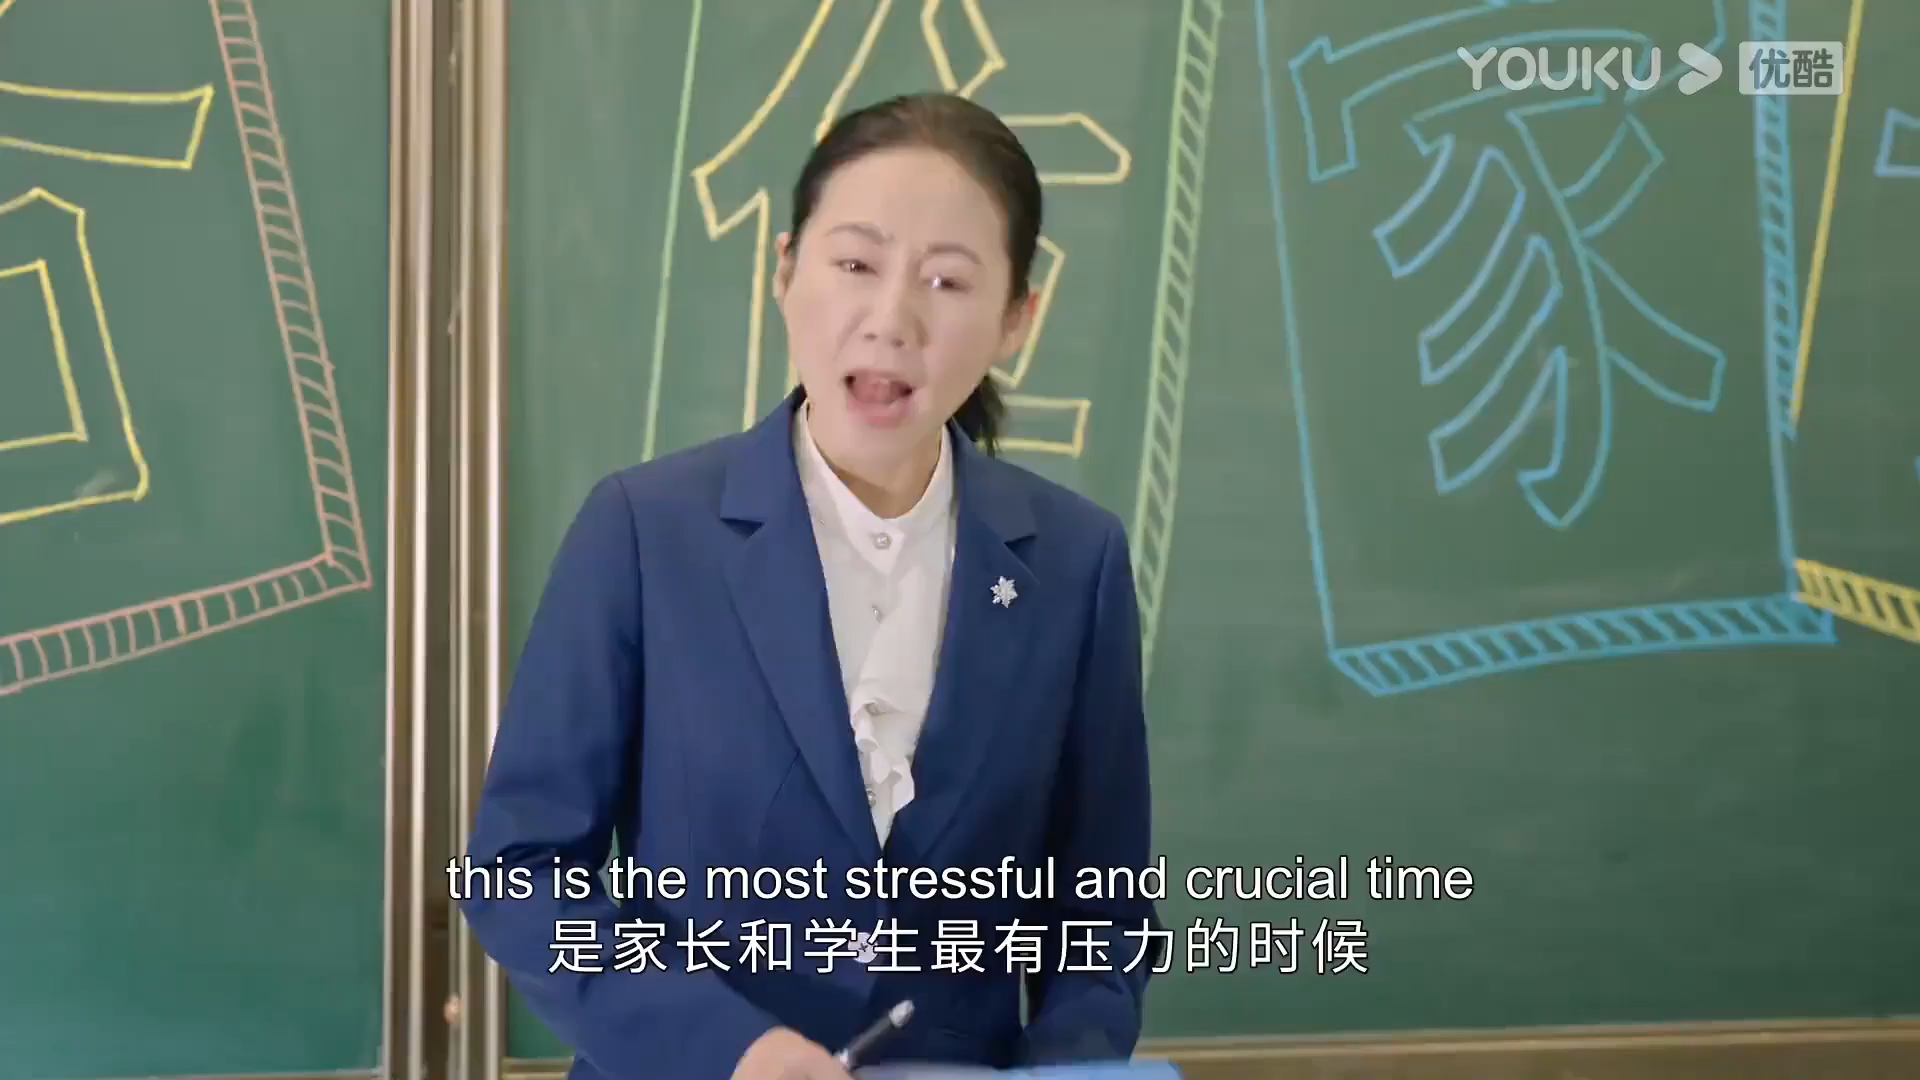 YOUKU 优酷
佳
家
this is the most stressful and crucial time
是家长和学生最有压力的时候